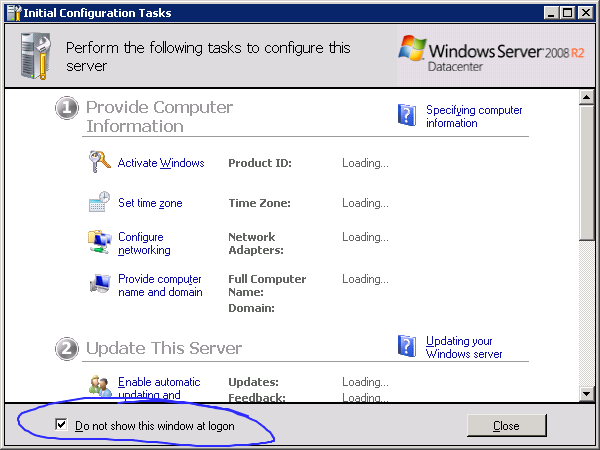 Initial Configuration Tasks
Perform the following tasks to configure this
server
Windows Server 2008 R2
Datacenter
1 Provide Computer
Information
Specifying computer
information
Activate Windows Product ID: Loading...
Set time zone Time Zone: Loading...
Configure
networking
Network
Adapters:
Loading...
Provide computer
name and domain
Full Computer
Name:
Loading...
Domain:
2 Update This Server
Updating your
Windows server
Enable automatic
updating and
Updates: Loading...
Feedback: Loading...
Do not show this window at logon
Close